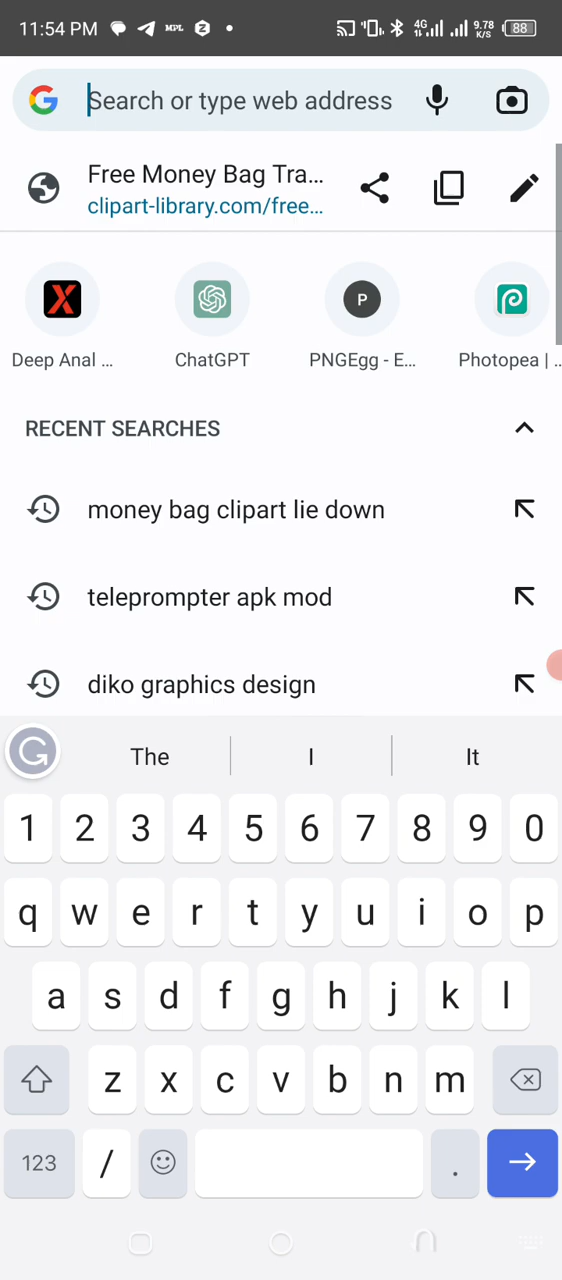 11:54 PM MPL Z 4G 9.78 K/S 88
Search or type web address
Free Money Bag Tra...
clipart-library.com/free...
X P
Deep Anal ... ChatGPT PNGEgg - E... Photopea | ...
RECENT SEARCHES
money bag clipart lie down
teleprompter apk mod
diko graphics design
The I It
1 2 3 4 5 6 7 8 9 0
q w e r t y u i o p
a s d f g h j k l
z x c v b n m
123 / .